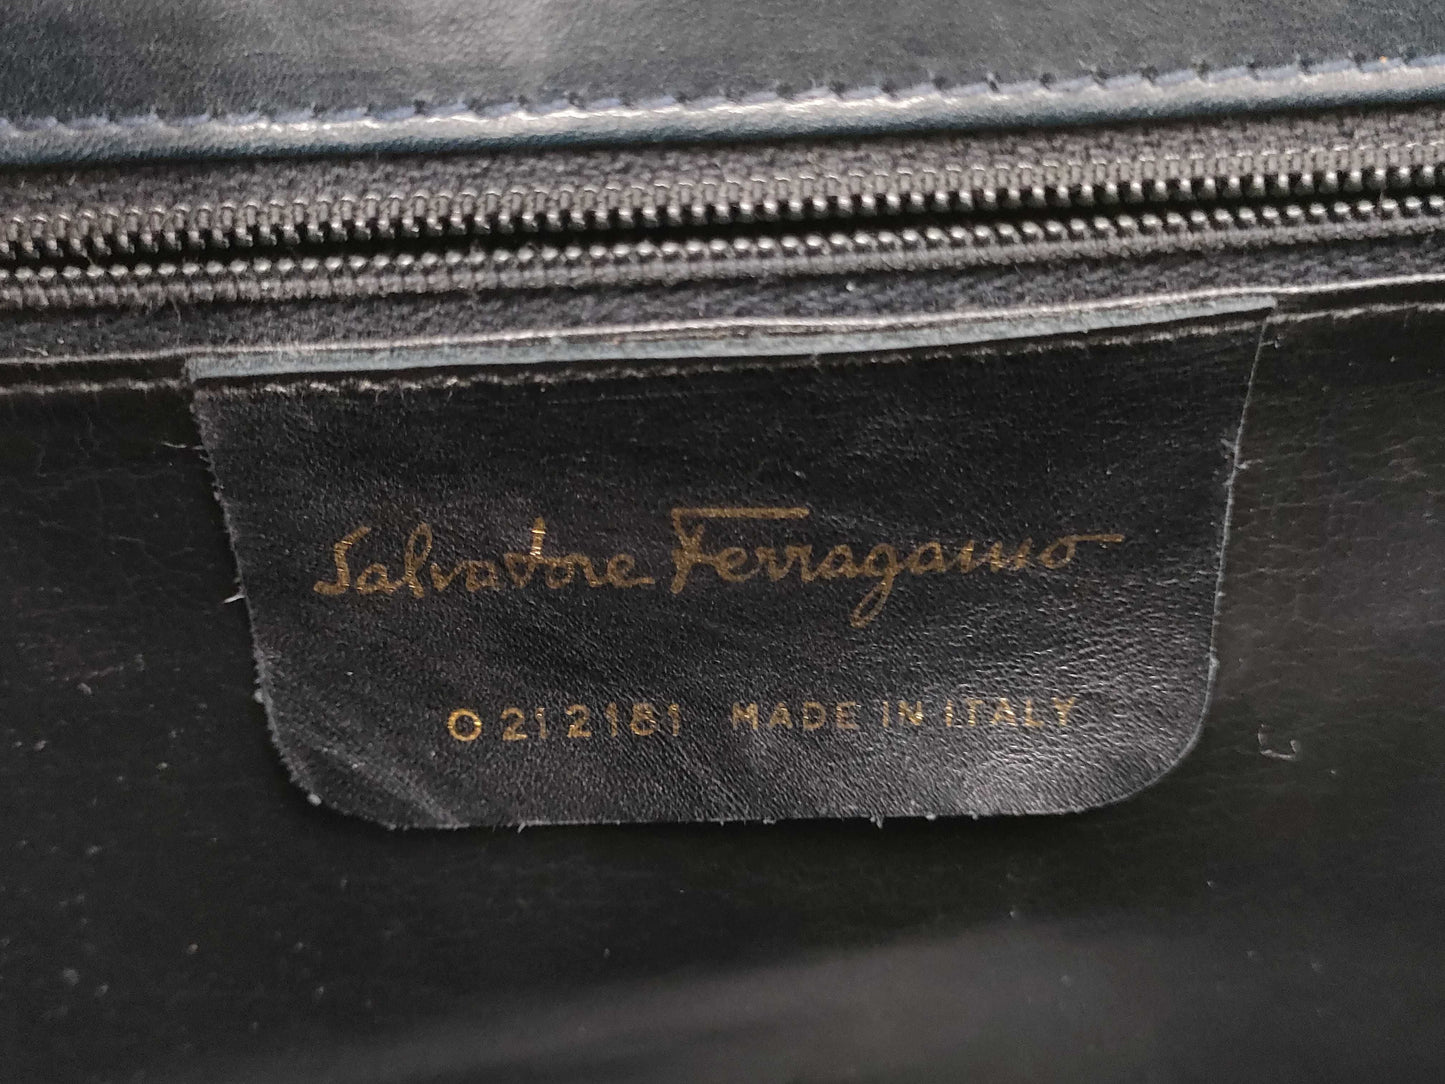 Salvatore Ferragamo
O 21 2181 MADE IN ITALY